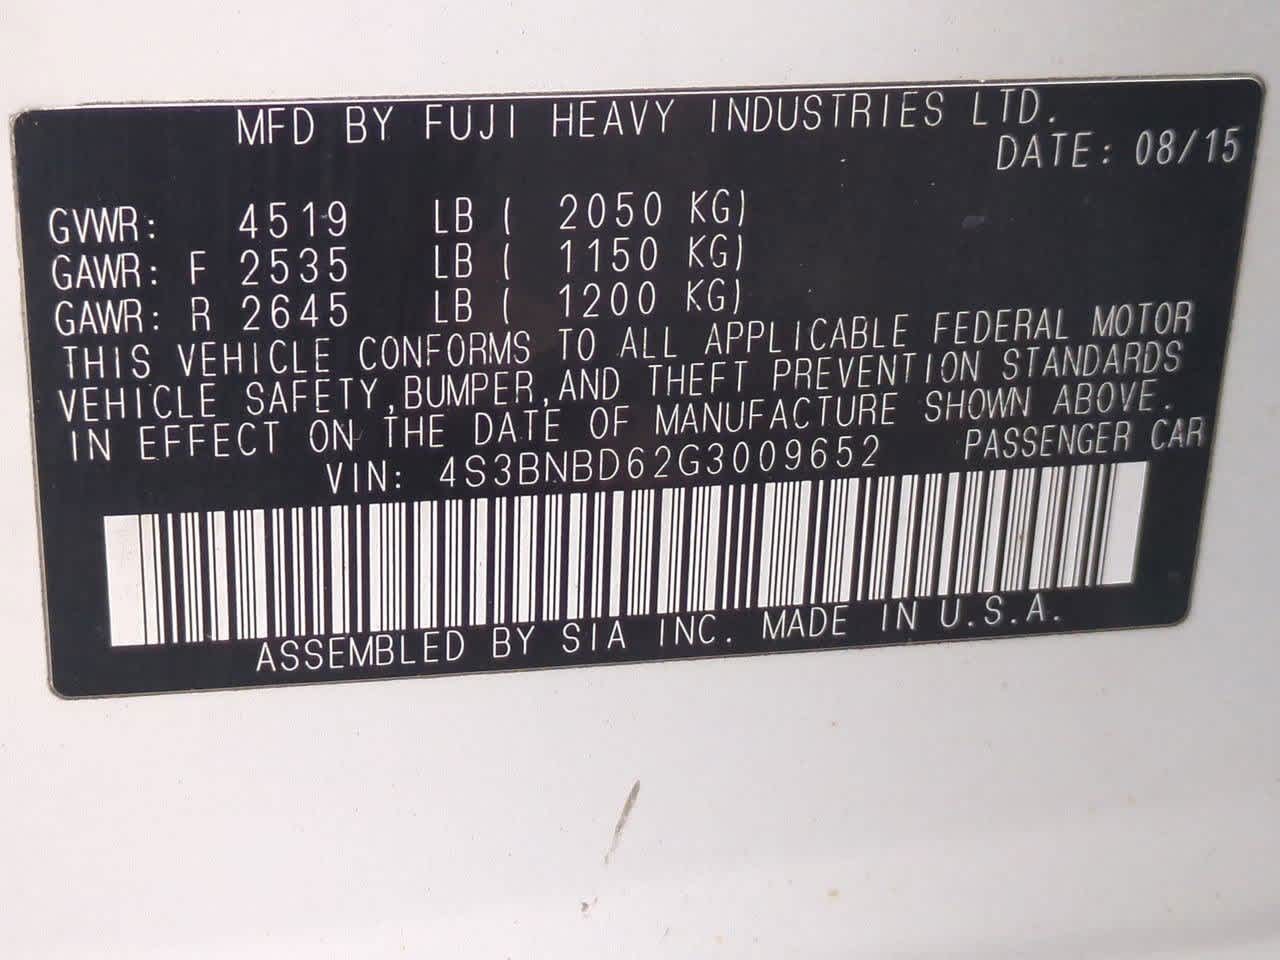 MFD BY FUJI HEAVY INDUSTRIES LTD.
DATE: 08/15
GVWR: 4519 LB ( 2050 KG)
GAWR: F 2535 LB ( 1150 KG)
GAWR: R 2645 LB ( 1200 KG)
THIS VEHICLE CONFORMS TO ALL APPLICABLE FEDERAL MOTOR
VEHICLE SAFETY,BUMPER,AND THEFT PREVENTION STANDARDS
IN EFFECT ON THE DATE OF MANUFACTURE SHOWN ABOVE.
VIN: 4S3BNBD62G3009652 PASSENGER CAR
ASSEMBLED BY SIA INC. MADE IN U.S.A.